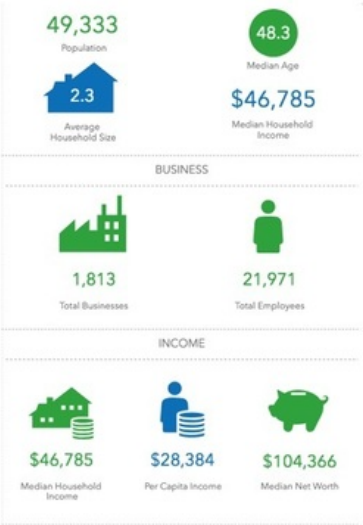 49,333
Population
48.3
Median Age
2.3
Average
Household Size
$46,785
Median Household
Income
BUSINESS
1,813
Total Businesses
21,971
Total Employees
INCOME
$46,785
Median Household
Income
$28,384
Per Capita Income
$104,366
Median Net Worth